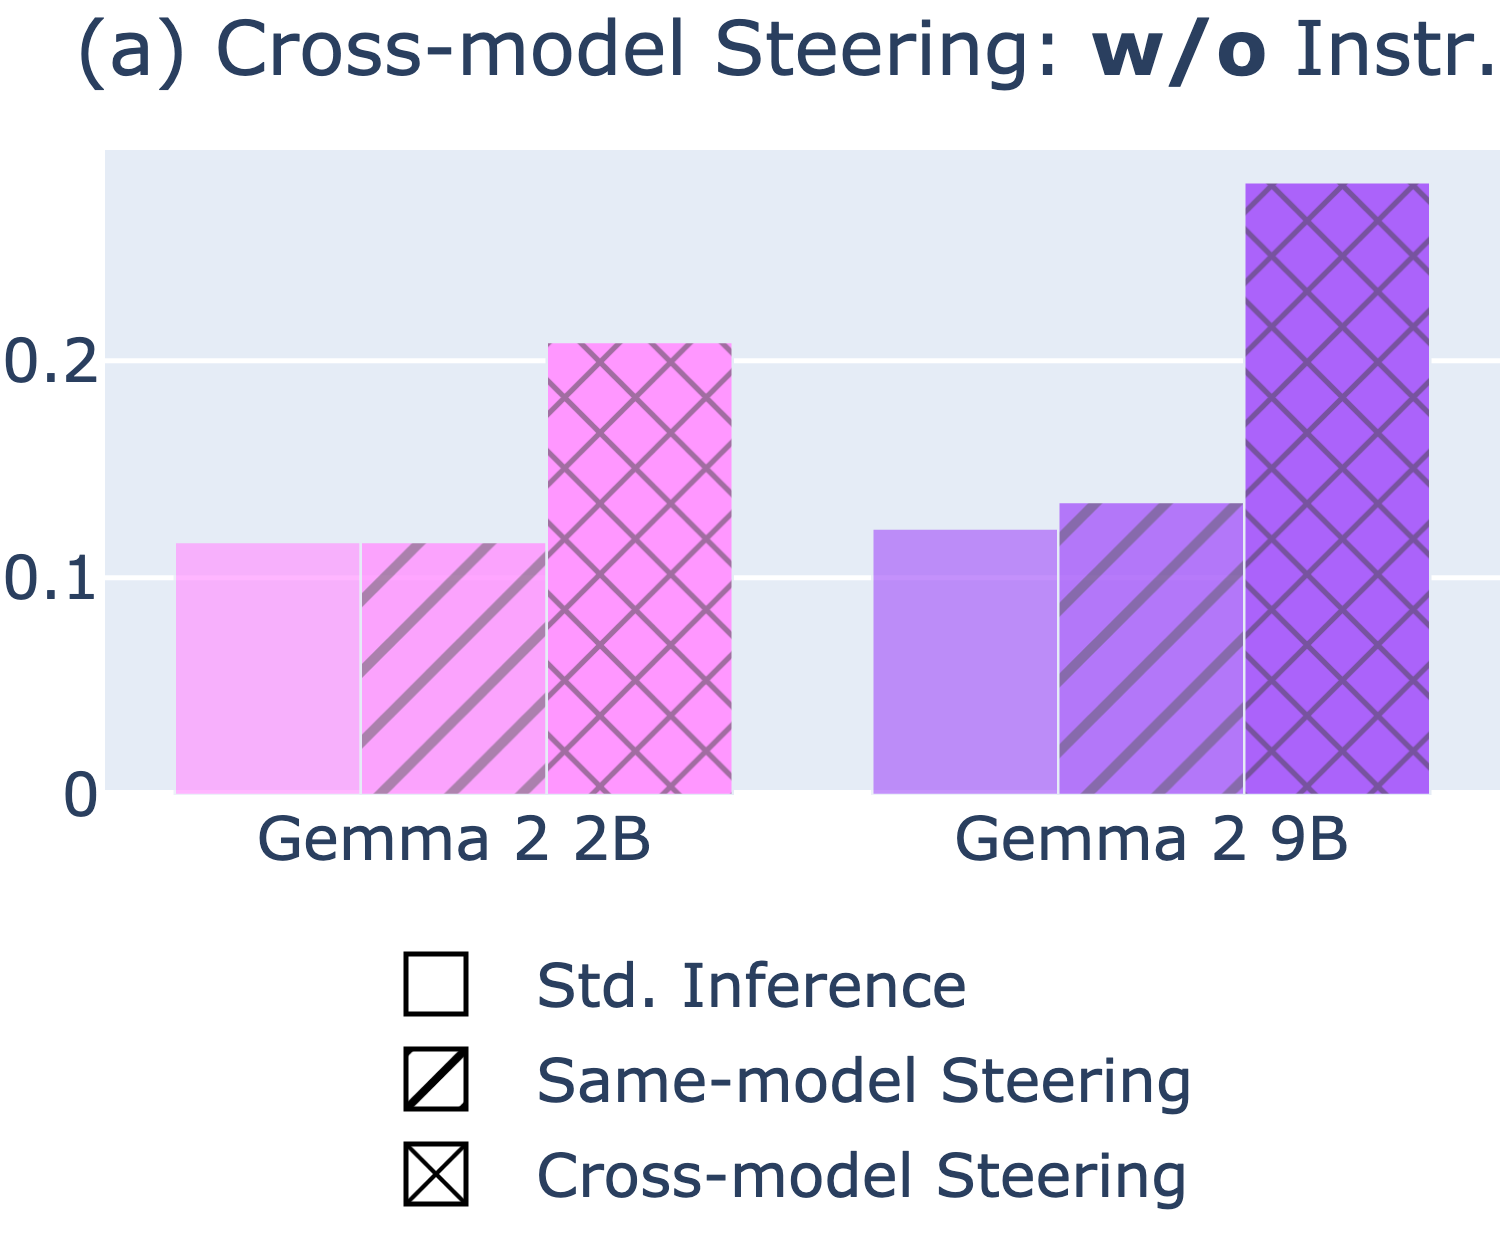 (a) Cross-model Steering: w/o Instr.
0.2
0.1
0
Gemma 2 2B Gemma 2 9B
Std. Inference
Same-model Steering
Cross-model Steering